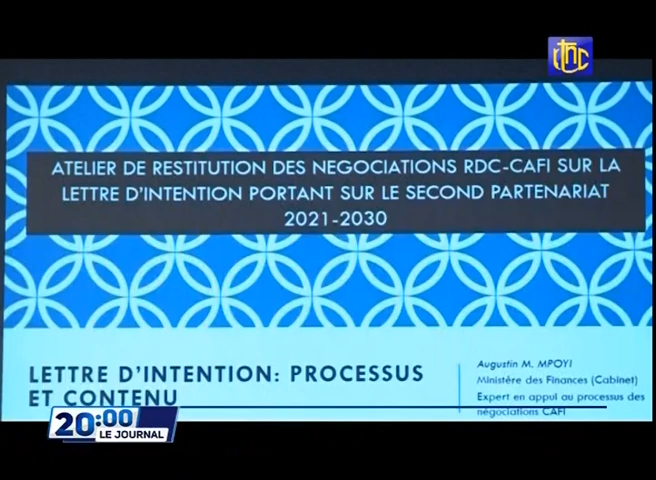 rtnc
ATELIER DE RESTITUTION DES NEGOCIATIONS RDC-CAFI SUR LA
LETTRE D'INTENTION PORTANT SUR LE SECOND PARTENARIAT
2021-2030
LETTRE D'INTENTION: PROCESSUS
ET CONTENU
Augustin M. MPOYI
Ministère des Finances (Cabinet)
Expert en appui au processus des
négociations CAFI
20:00
LE JOURNAL